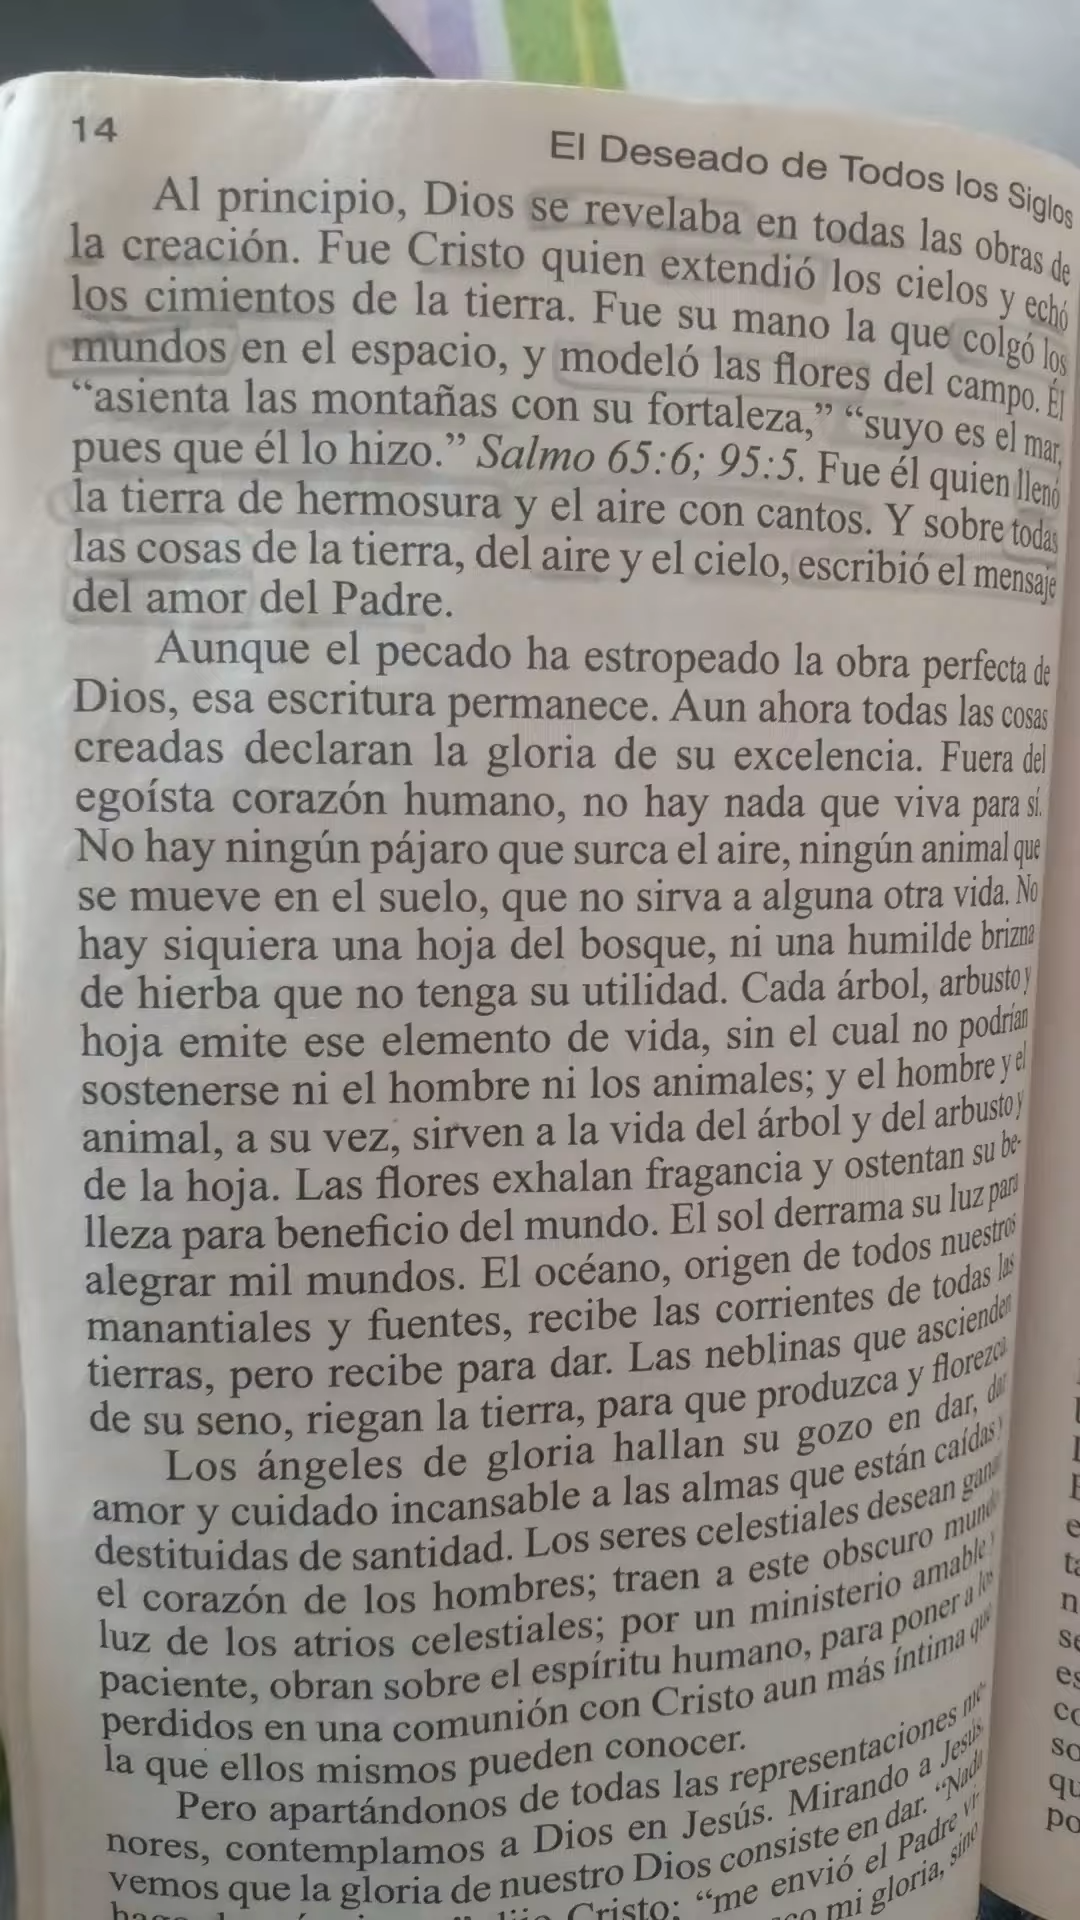 14
El Deseado de Todos los Siglos
Al principio, Dios se revelaba en todas las obras de
la creación. Fue Cristo quien extendió los cielos y echó
los cimientos de la tierra. Fue su mano la que colgó los
mundos en el espacio, y modeló las flores del campo. Él
“asienta las montañas con su fortaleza,” “suyo es el mar,
pues que él lo hizo.” Salmo 65:6; 95:5. Fue él quien llenó
la tierra de hermosura y el aire con cantos. Y sobre todas
las cosas de la tierra, del aire y el cielo, escribió el mensaje
del amor del Padre.
Aunque el pecado ha estropeado la obra perfecta de
Dios, esa escritura permanece. Aun ahora todas las cosas
creadas declaran la gloria de su excelencia. Fuera del
egoísta corazón humano, no hay nada que viva para sí.
No hay ningún pájaro que surca el aire, ningún animal que
se mueve en el suelo, que no sirva a alguna otra vida. No
hay siquiera una hoja del bosque, ni una humilde brizna
de hierba que no tenga su utilidad. Cada árbol, arbusto y
hoja emite ese elemento de vida, sin el cual no podrían
sostenerse ni el hombre ni los animales; y el hombre y el
animal, a su vez, sirven a la vida del árbol y del arbusto y
de la hoja. Las flores exhalan fragancia y ostentan su be-
lleza para beneficio del mundo. El sol derrama su luz para
alegrar mil mundos. El océano, origen de todos nuestros
manantiales y fuentes, recibe las corrientes de todas las
tierras, pero recibe para dar. Las neblinas que ascienden
de su seno, riegan la tierra, para que produzca y florezca.
Los ángeles de gloria hallan su gozo en dar, dar
amor y cuidado incansable a las almas que están caídas y
destituidas de santidad. Los seres celestiales desean ganar
el corazón de los hombres; traen a este obscuro mundo
luz de los atrios celestiales; por un ministerio amable y
paciente, obran sobre el espíritu humano, para poner a los
perdidos en una comunión con Cristo aun más íntima que
la que ellos mismos pueden conocer.
Pero apartándonos de todas las representaciones me-
nores, contemplamos a Dios en Jesús. Mirando a Jesús,
vemos que la gloria de nuestro Dios consiste en dar. “Nada
Cristo: “me envió el Padre vi-
mi gloria, sino